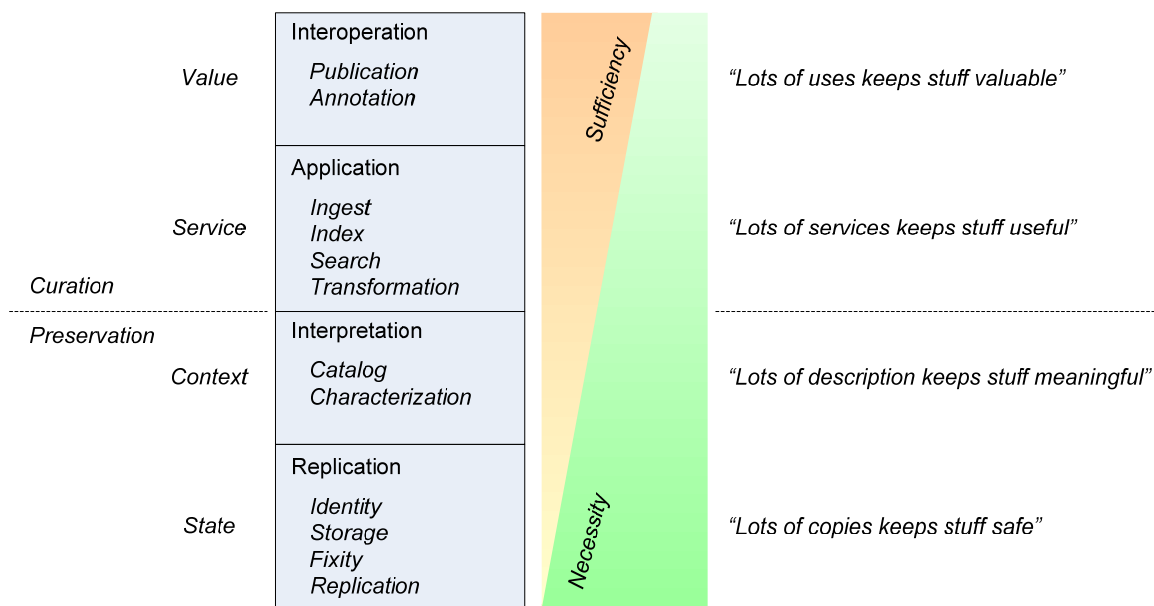 Interoperation
Publication
Annotation
Value
“Lots of uses keeps stuff valuable”
Sufficiency
Application
Ingest
Index
Search
Transformation
Service
“Lots of services keeps stuff useful”
Curation
Preservation
Interpretation
Catalog
Characterization
Context
“Lots of description keeps stuff meaningful”
Replication
Identity
Storage
Fixity
Replication
State
“Lots of copies keeps stuff safe”
Necessity